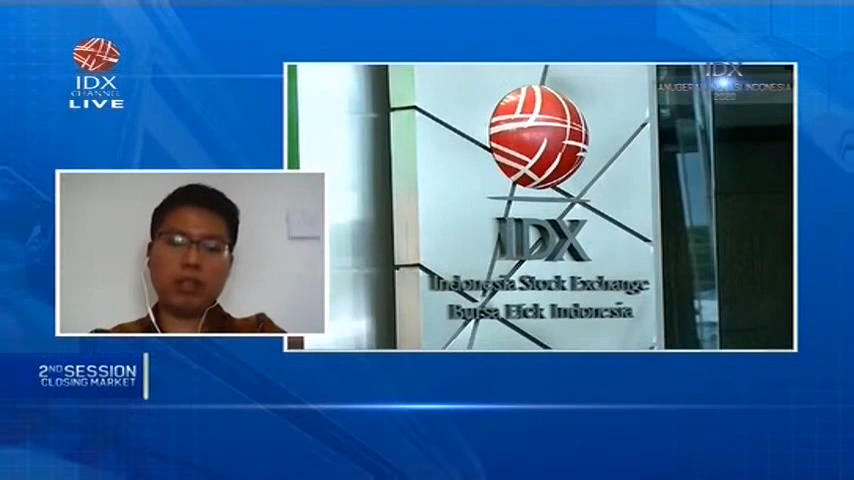 IDX
CHANNEL
LIVE
IDX
2020
IDX
Indonesia Stock Exchange
Bursa Efek Indonesia
2ND SESSION
CLOSING MARKET